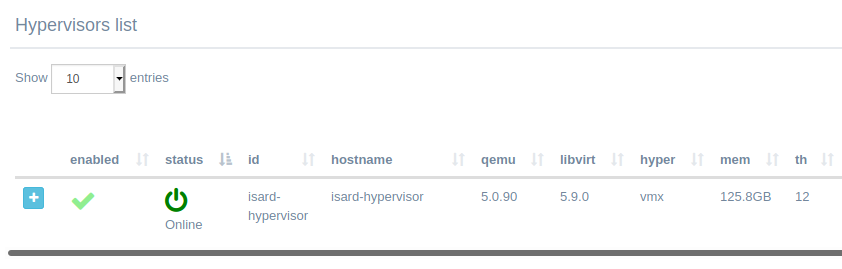 Hypervisors list
Show 10 entries
enabled status id hostname qemu libvirt hyper mem th
isard-hypervisor isard-hypervisor 5.0.90 5.9.0 vmx 125.8GB 12
Online